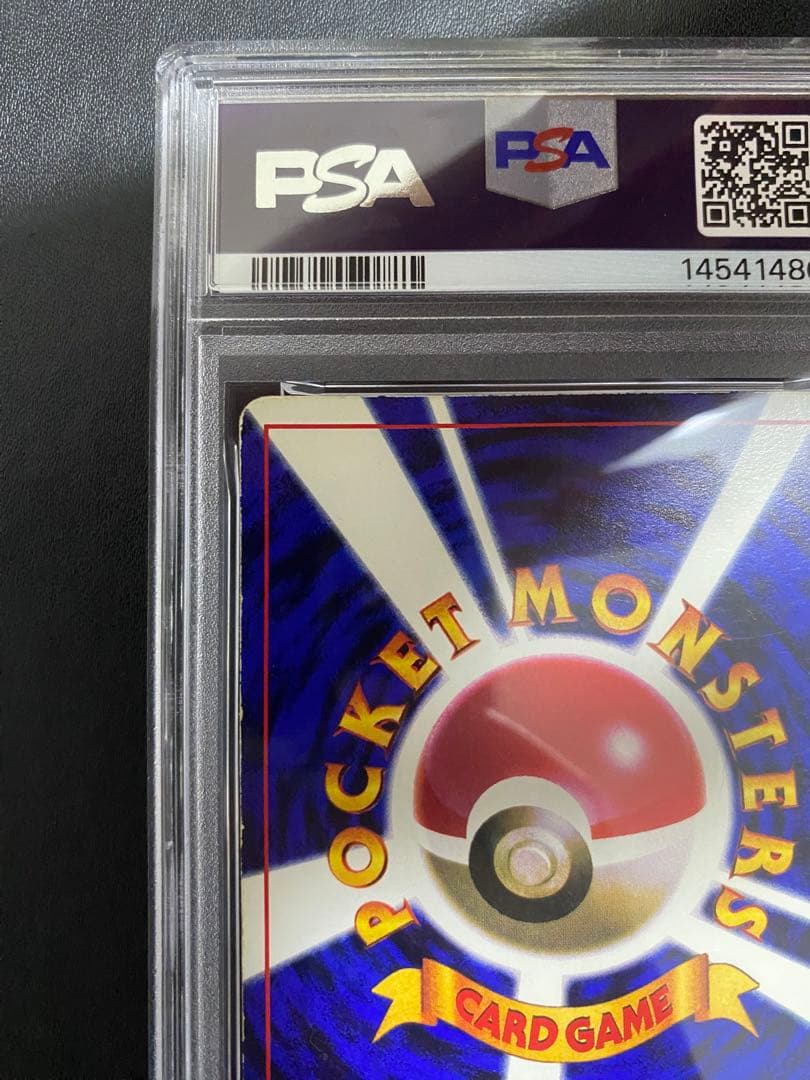 PSA PSA
1454148
POCKET MONSTERS
CARD GAME